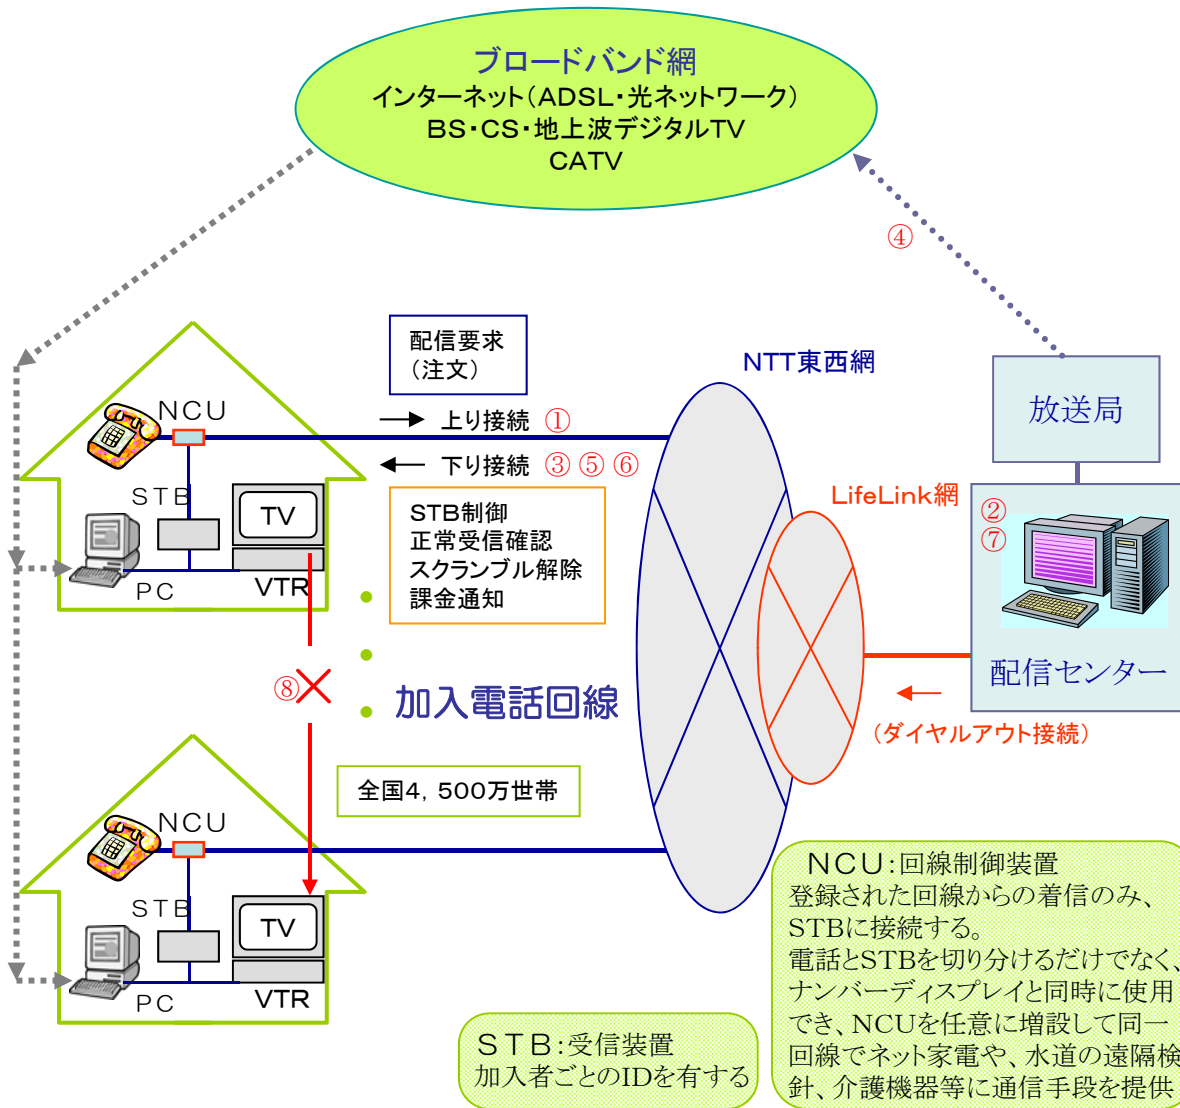 ブロードバンド網
インターネット(ADSL・光ネットワーク)
BS・CS・地上波デジタルTV
CATV
④
配信要求
(注文)
NTT東西網
放送局
NCU
上り接続 ①
下り接続 ③ ⑤ ⑥
LifeLink網
STB
TV
PC
VTR
STB制御
正常受信確認
スクランブル解除
課金通知
②
⑦
配信センター
(ダイヤルアウト接続)
⑧
加入電話回線
全国4,500万世帯
NCU
STB
TV
PC
VTR
NCU:回線制御装置
登録された回線からの着信のみ、
STBに接続する。
電話とSTBを切り分けるだけでなく、
ナンバーディスプレイと同時に使用
でき、NCUを任意に増設して同一
回線でネット家電や、水道の遠隔検
針、介護機器等に通信手段を提供
STB:受信装置
加入者ごとのIDを有する